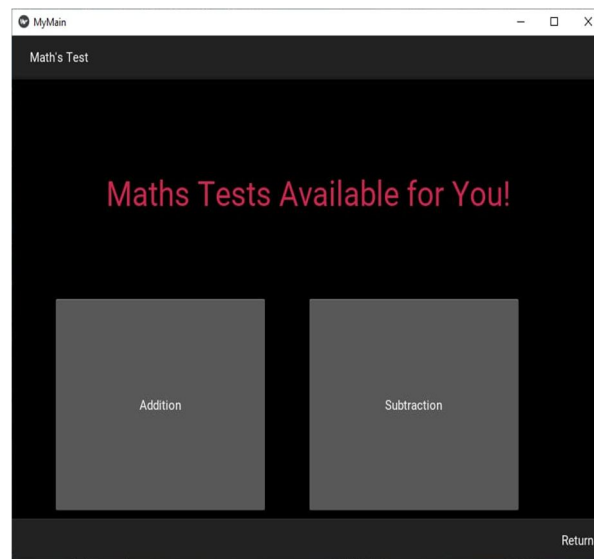 MyMain
Math's Test
Maths Tests Available for You!
Addition Subtraction
Return